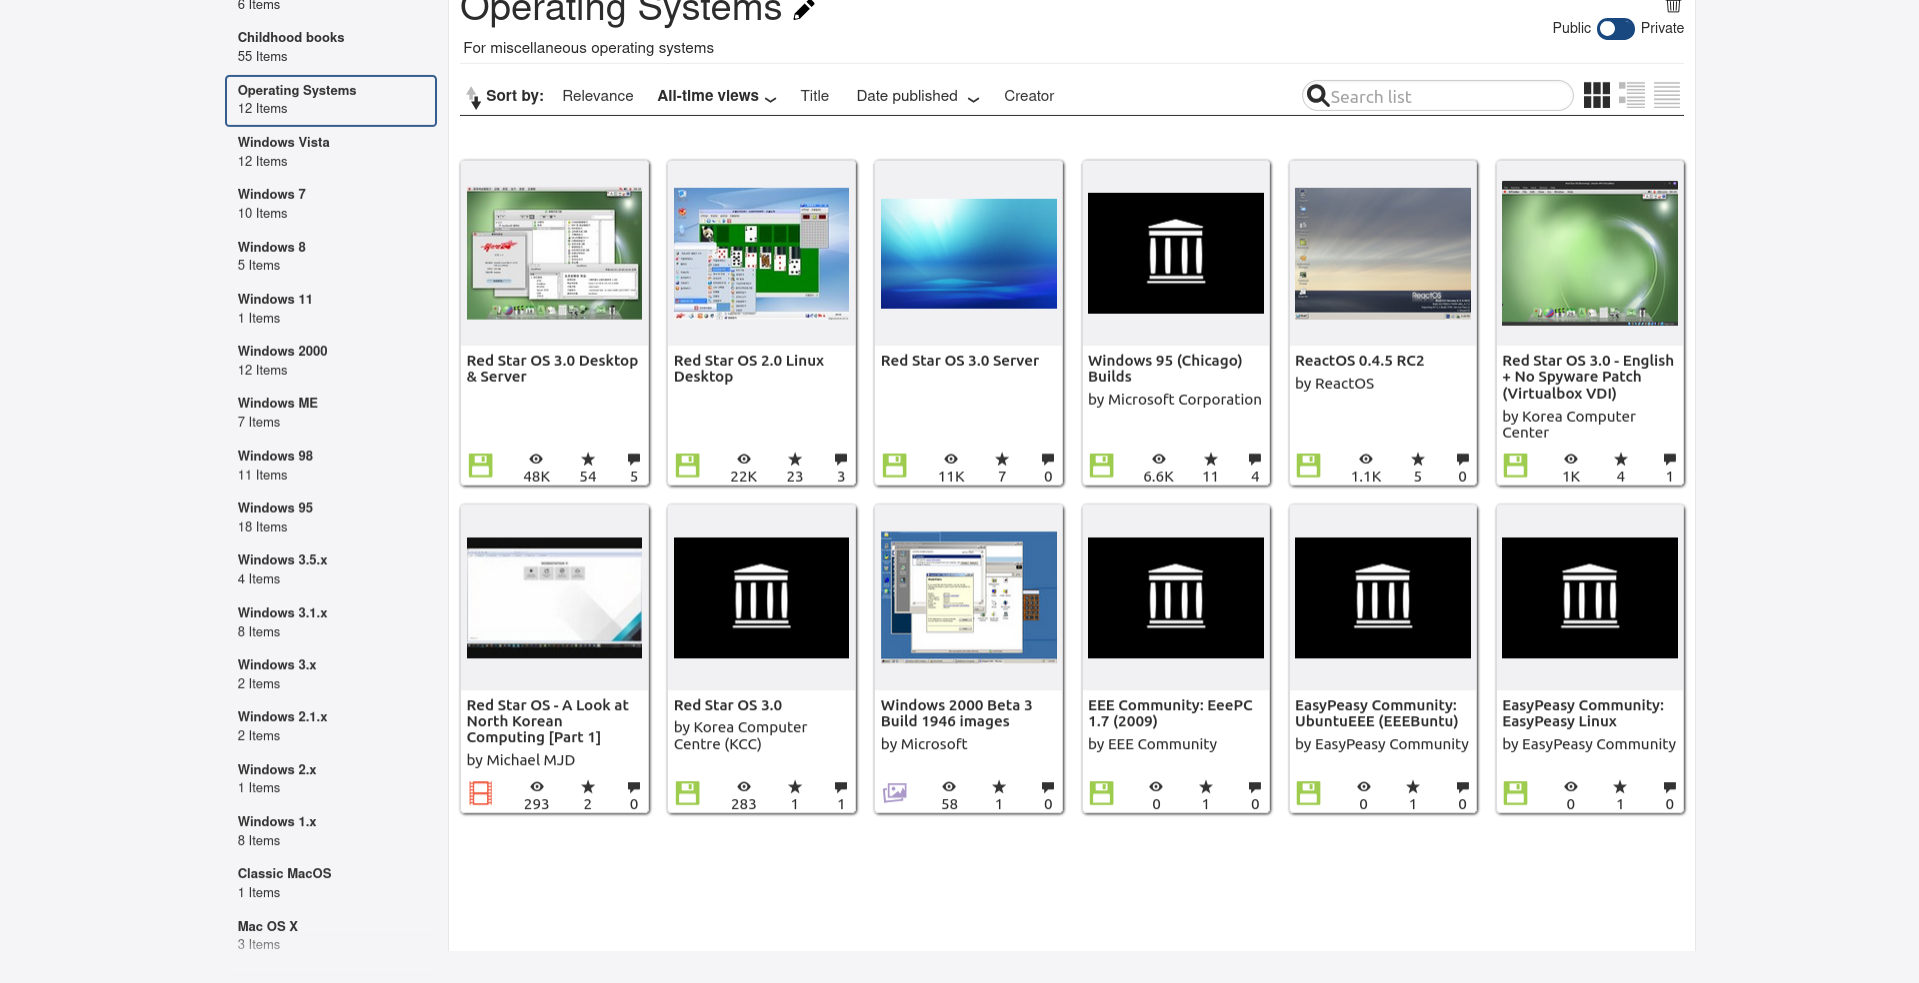 6 Items
Childhood books
55 Items
Operating Systems
12 Items
Windows Vista
12 Items
Windows 7
10 Items
Windows 8
5 Items
Windows 11
1 Items
Windows 2000
12 Items
Windows ME
7 Items
Windows 98
11 Items
Windows 95
18 Items
Windows 3.5.x
4 Items
Windows 3.1.x
8 Items
Windows 3.x
2 Items
Windows 2.1.x
2 Items
Windows 2.x
1 Items
Windows 1.x
8 Items
Classic MacOS
1 Items
Mac OS X
3 Items
Operating Systems
Public Private
For miscellaneous operating systems
Sort by: Relevance All-time views Title Date published Creator Search list
Red Star OS 3.0 Desktop
& Server
48K 54 5
Red Star OS 2.0 Linux
Desktop
22K 23 3
Red Star OS 3.0 Server
11K 7 0
Windows 95 (Chicago)
Builds
by Microsoft Corporation
6.6K 11 4
ReactOS
ReactOS 0.4.5 RC2
by ReactOS
1.1K 5 0
Red Star OS 3.0 - English
+ No Spyware Patch
(Virtualbox VDI)
by Korea Computer
Center
1K 4 1
Red Star OS - A Look at
North Korean
Computing [Part 1]
by Michael MJD
293 2 0
Red Star OS 3.0
by Korea Computer
Centre (KCC)
283 1 1
Windows 2000 Beta 3
Build 1946 images
by Microsoft
58 1 0
EEE Community: EeePC
1.7 (2009)
by EEE Community
0 1 0
EasyPeasy Community:
UbuntuEEE (EEEBuntu)
by EasyPeasy Community
0 1 0
EasyPeasy Community:
EasyPeasy Linux
by EasyPeasy Community
0 1 0